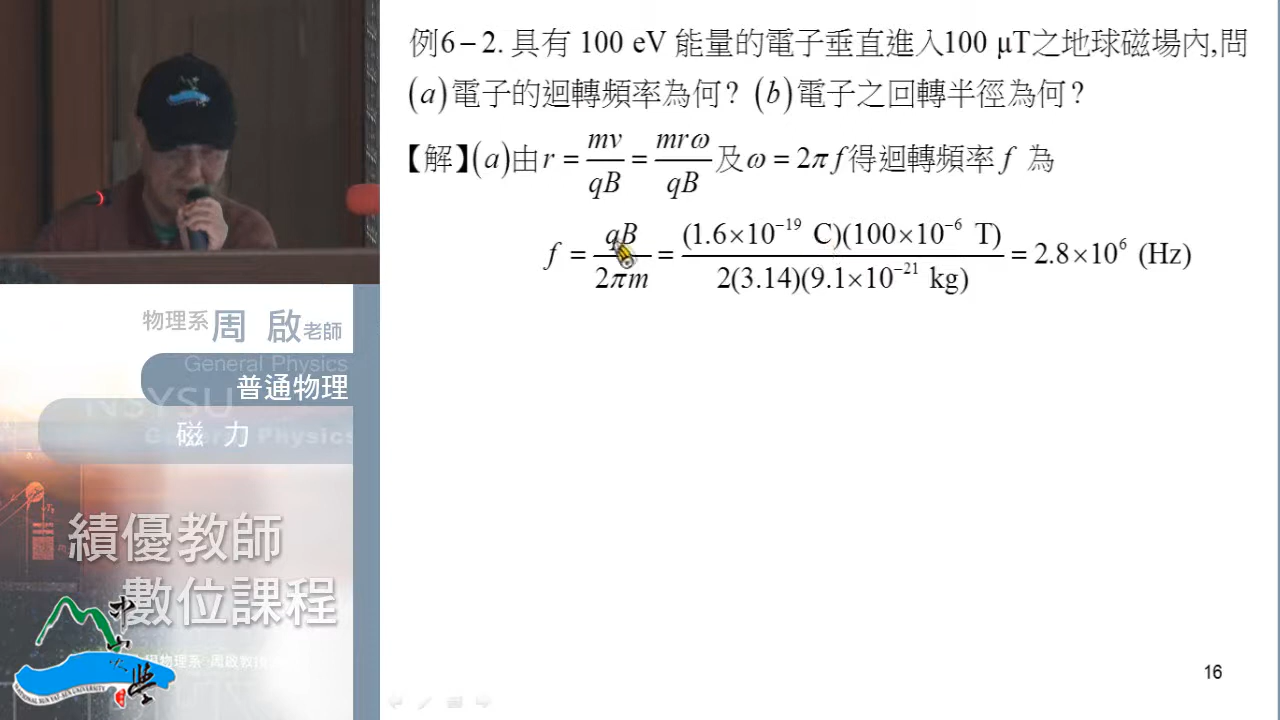 例6－2. 具有 100 eV 能量的電子垂直進入100 μT之地球磁場內,問
(a)電子的迴轉頻率為何? (b)電子之回轉半徑為何?
【解】(a)由 r = mv/qB = mrω/qB 及 ω = 2π f 得迴轉頻率 f 為
f = qB/2πm = (1.6×10⁻¹⁹ C)(100×10⁻⁶ T)/2(3.14)(9.1×10⁻²¹ kg) = 2.8×10⁶ (Hz)
物理系 周 啟 老師
General Physics
普通物理
NSYSU
磁 力
General Physics
績優教師
數位課程
16